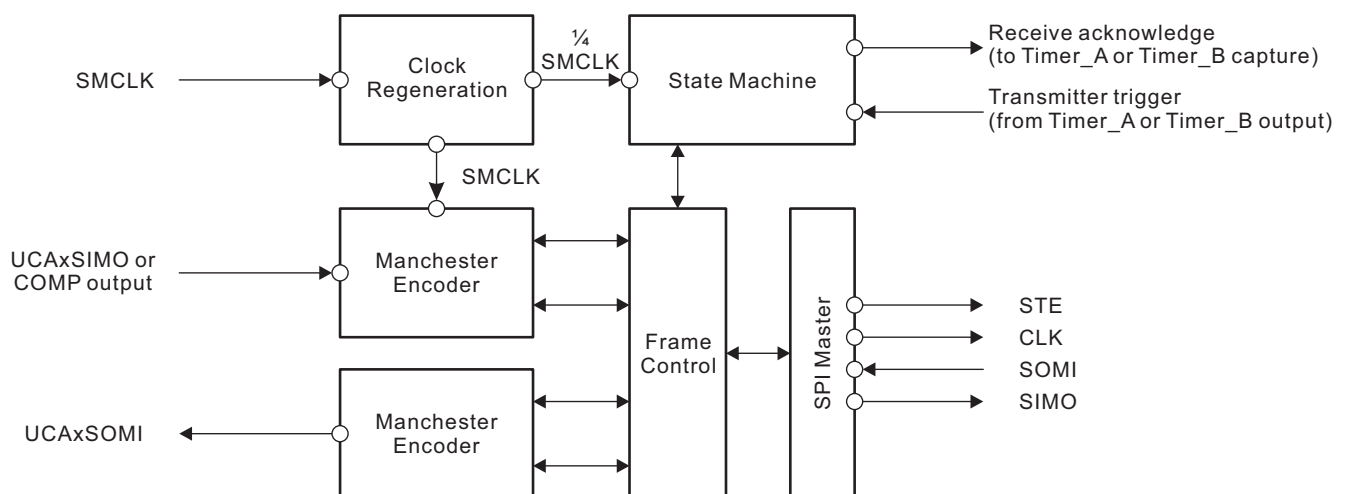 SMCLK
Clock
Regeneration
¼
SMCLK
State Machine
Receive acknowledge
(to Timer_A or Timer_B capture)
Transmitter trigger
(from Timer_A or Timer_B output)
SMCLK
UCAxSIMO or
COMP output
Manchester
Encoder
Frame
Control
SPI Master
STE
CLK
SOMI
SIMO
UCAxSOMI
Manchester
Encoder